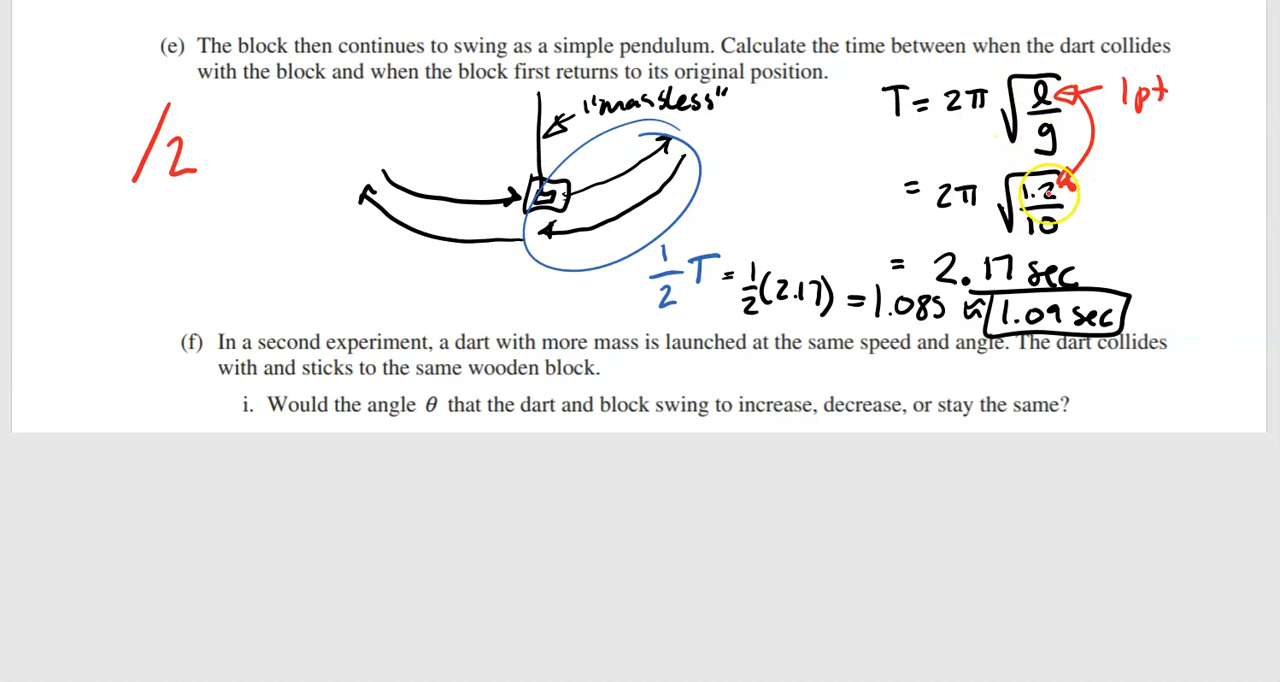 (e) The block then continues to swing as a simple pendulum. Calculate the time between when the dart collides
with the block and when the block first returns to its original position.
"massless"
T = 2π √(l/g)
1pt
/2
= 2π √(1.2/10)
= 2.17 sec
1/2 T = 1/2 (2.17) = 1.085 ≈ 1.09 sec
(f) In a second experiment, a dart with more mass is launched at the same speed and angle. The dart collides
with and sticks to the same wooden block.
i. Would the angle θ that the dart and block swing to increase, decrease, or stay the same?